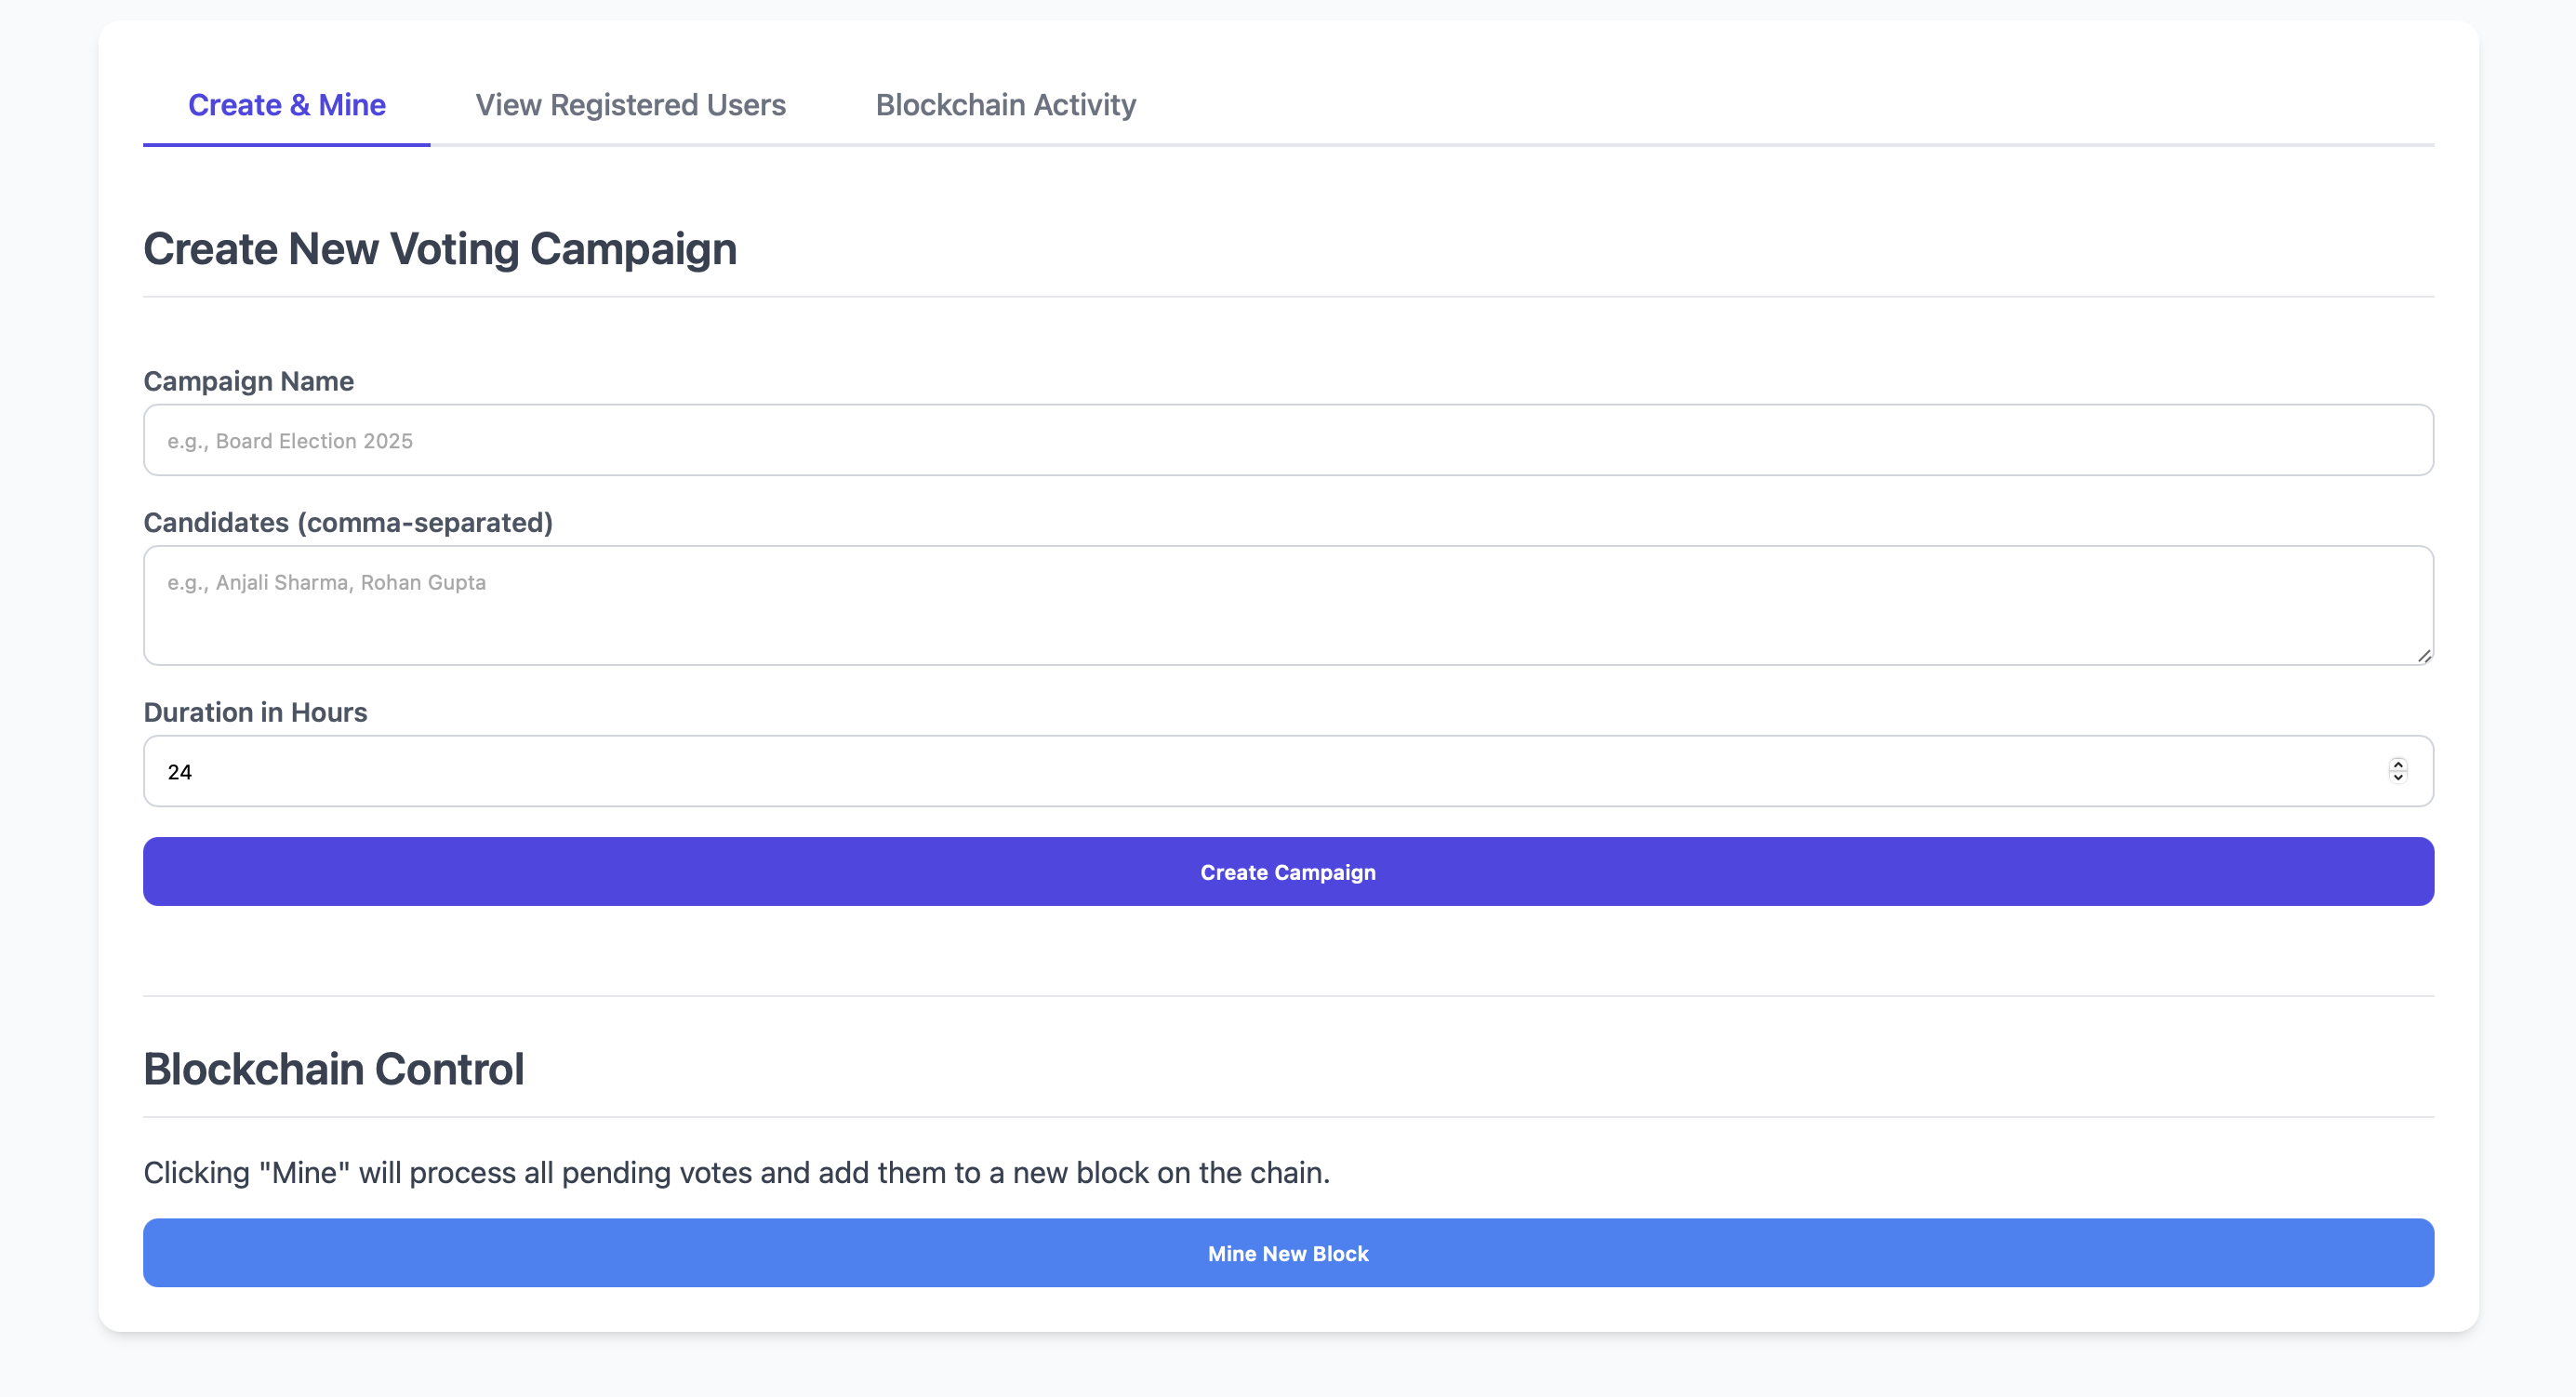 Create & Mine View Registered Users Blockchain Activity
Create New Voting Campaign
Campaign Name
e.g., Board Election 2025
Candidates (comma-separated)
e.g., Anjali Sharma, Rohan Gupta
Duration in Hours
24
Create Campaign
Blockchain Control
Clicking "Mine" will process all pending votes and add them to a new block on the chain.
Mine New Block